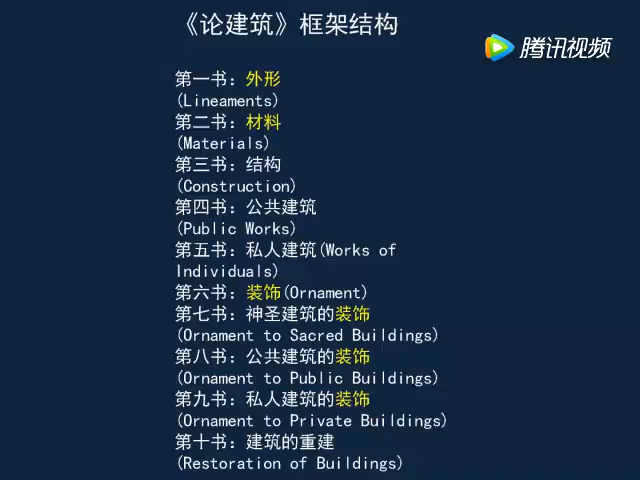 《论建筑》框架结构
腾讯视频
第一书：外形
(Lineaments)
第二书：材料
(Materials)
第三书：结构
(Construction)
第四书：公共建筑
(Public Works)
第五书：私人建筑(Works of
Individuals)
第六书：装饰(Ornament)
第七书：神圣建筑的装饰
(Ornament to Sacred Buildings)
第八书：公共建筑的装饰
(Ornament to Public Buildings)
第九书：私人建筑的装饰
(Ornament to Private Buildings)
第十书：建筑的重建
(Restoration of Buildings)